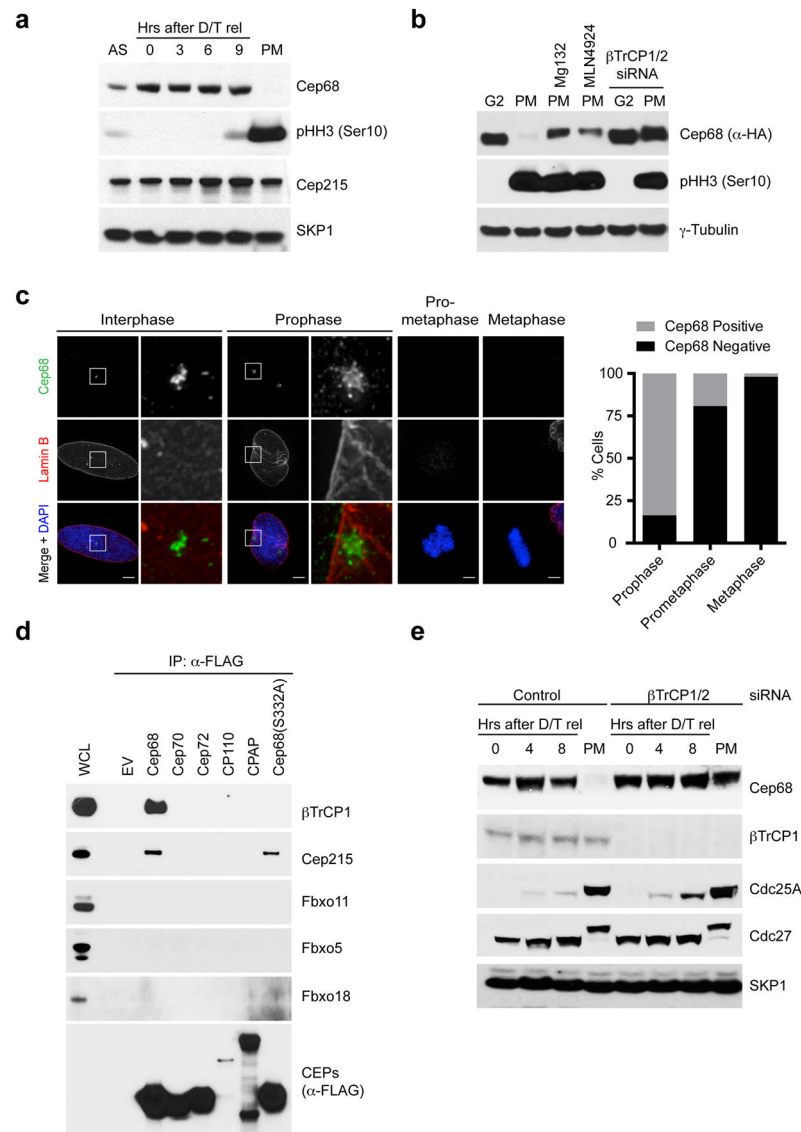 a
Hrs after D/T rel
AS 0 3 6 9 PM
Cep68
pHH3 (Ser10)
Cep215
SKP1
b
Mg132
MLN4924
βTrCP1/2
siRNA
G2 PM PM PM G2 PM
Cep68 (α-HA)
pHH3 (Ser10)
γ-Tubulin
c
Interphase Prophase Pro-
metaphase Metaphase
Cep68
Lamin B
Merge + DAPI
Cep68 Positive
Cep68 Negative
% Cells
100
75
50
25
0
Prophase
Prometaphase
Metaphase
d
IP: α-FLAG
WCL
EV
Cep68
Cep70
Cep72
CP110
CPAP
Cep68(S332A)
βTrCP1
Cep215
Fbxo11
Fbxo5
Fbxo18
CEPs
(α-FLAG)
e
Control βTrCP1/2 siRNA
Hrs after D/T rel Hrs after D/T rel
0 4 8 PM 0 4 8 PM
Cep68
βTrCP1
Cdc25A
Cdc27
SKP1